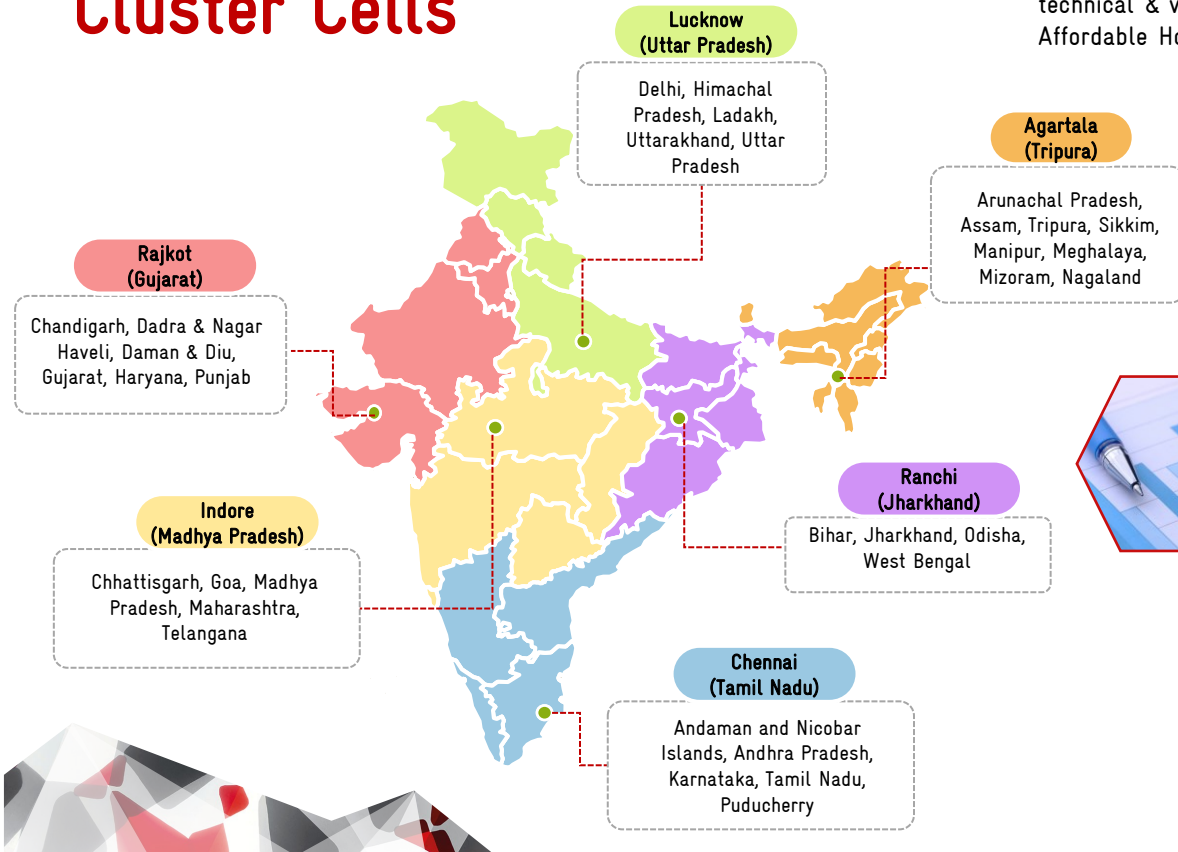 Cluster Cells
technical &
Affordable
Lucknow
(Uttar Pradesh)
Delhi, Himachal
Pradesh, Ladakh,
Uttarakhand, Uttar
Pradesh
Agartala
(Tripura)
Arunachal Pradesh,
Assam, Tripura, Sikkim,
Manipur, Meghalaya,
Mizoram, Nagaland
Rajkot
(Gujarat)
Chandigarh, Dadra & Nagar
Haveli, Daman & Diu,
Gujarat, Haryana, Punjab
Ranchi
(Jharkhand)
Bihar, Jharkhand, Odisha,
West Bengal
Indore
(Madhya Pradesh)
Chhattisgarh, Goa, Madhya
Pradesh, Maharashtra,
Telangana
Chennai
(Tamil Nadu)
Andaman and Nicobar
Islands, Andhra Pradesh,
Karnataka, Tamil Nadu,
Puducherry